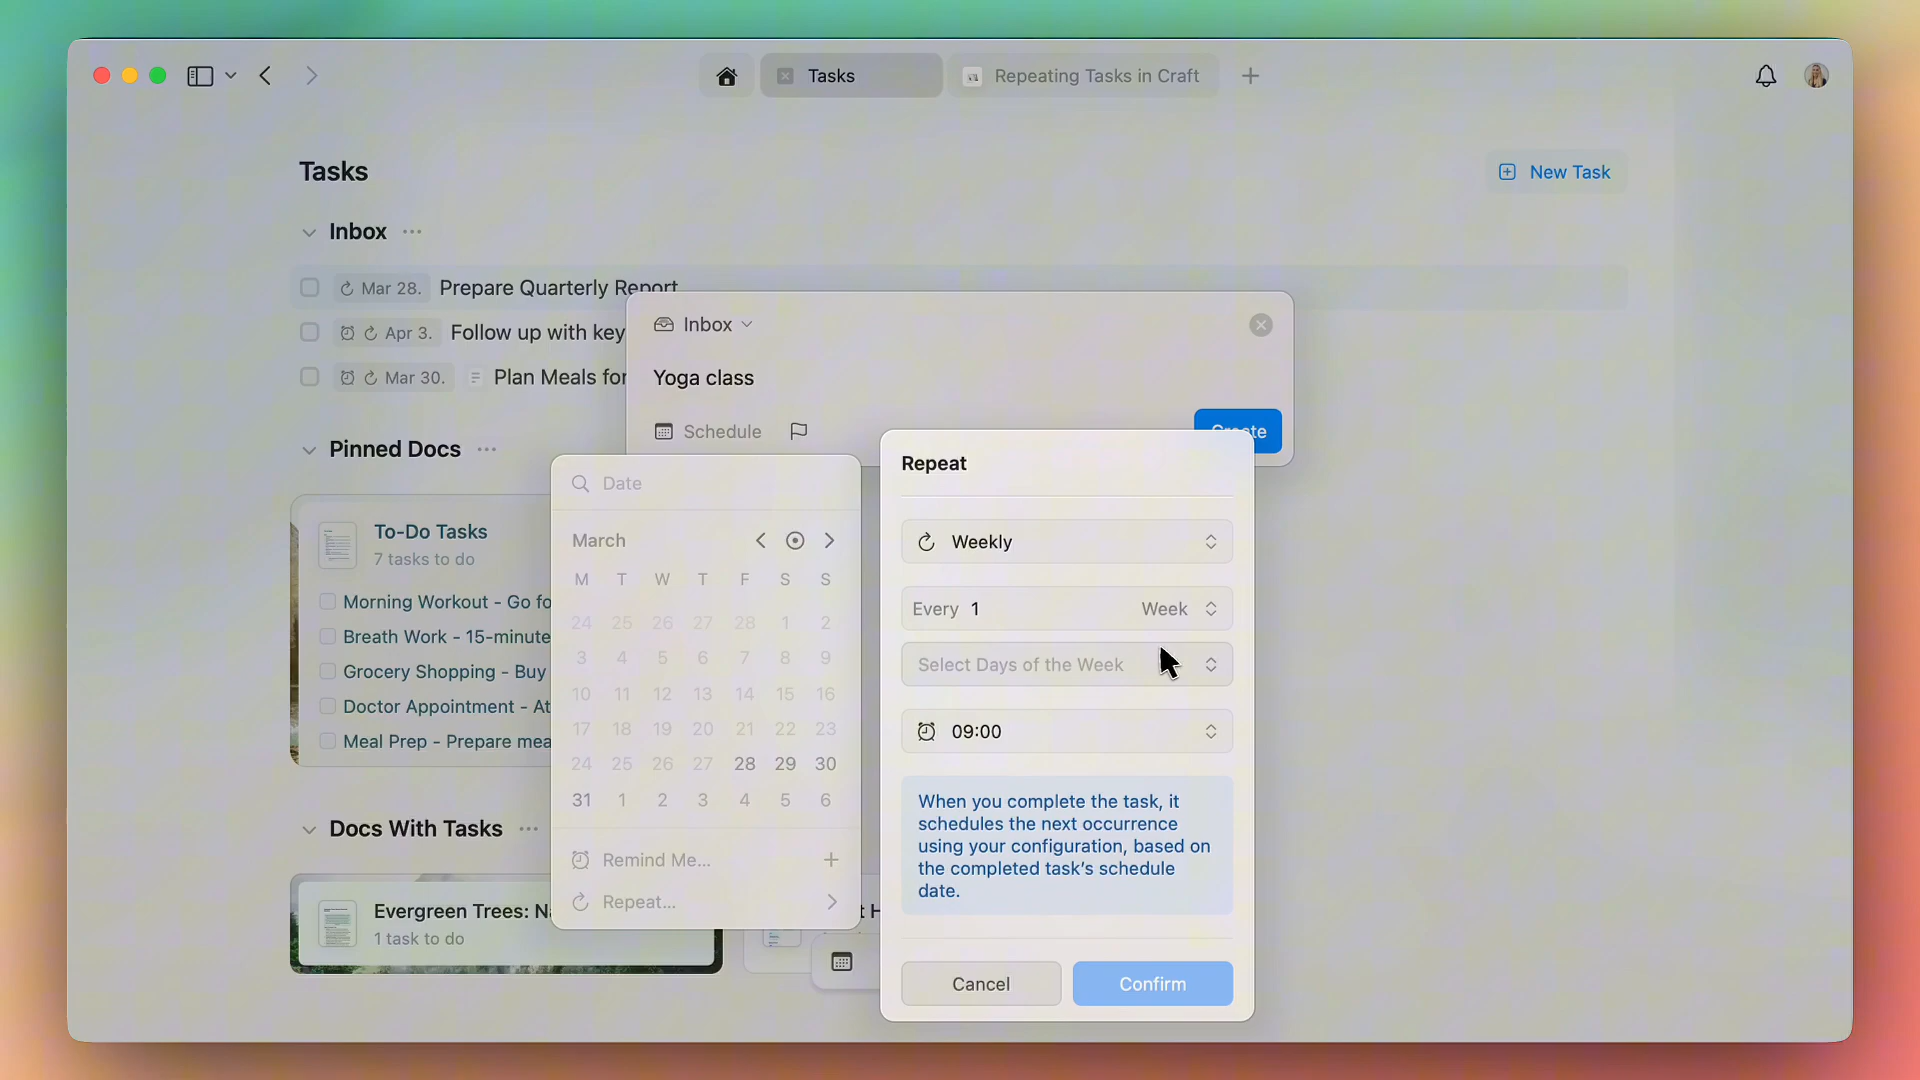 Tasks
Repeating Tasks in Craft
Tasks
New Task
Inbox
Mar 28. Prepare Quarterly Report
Apr 3. Follow up with key
Mar 30. Plan Meals for
Inbox
Yoga class
Schedule
Create
Pinned Docs
To-Do Tasks
7 tasks to do
Morning Workout - Go fo
Breath Work - 15-minute
Grocery Shopping - Buy
Doctor Appointment - At
Meal Prep - Prepare mea
Docs With Tasks
Evergreen Trees: Na
1 task to do
Date
March
M T W T F S S
24 25 26 27 28 1 2
3 4 5 6 7 8 9
10 11 12 13 14 15 16
17 18 19 20 21 22 23
24 25 26 27 28 29 30
31 1 2 3 4 5 6
Remind Me...
Repeat...
Repeat
Weekly
Every 1 Week
Select Days of the Week
09:00
When you complete the task, it
schedules the next occurrence
using your configuration, based on
the completed task's schedule
date.
Cancel
Confirm